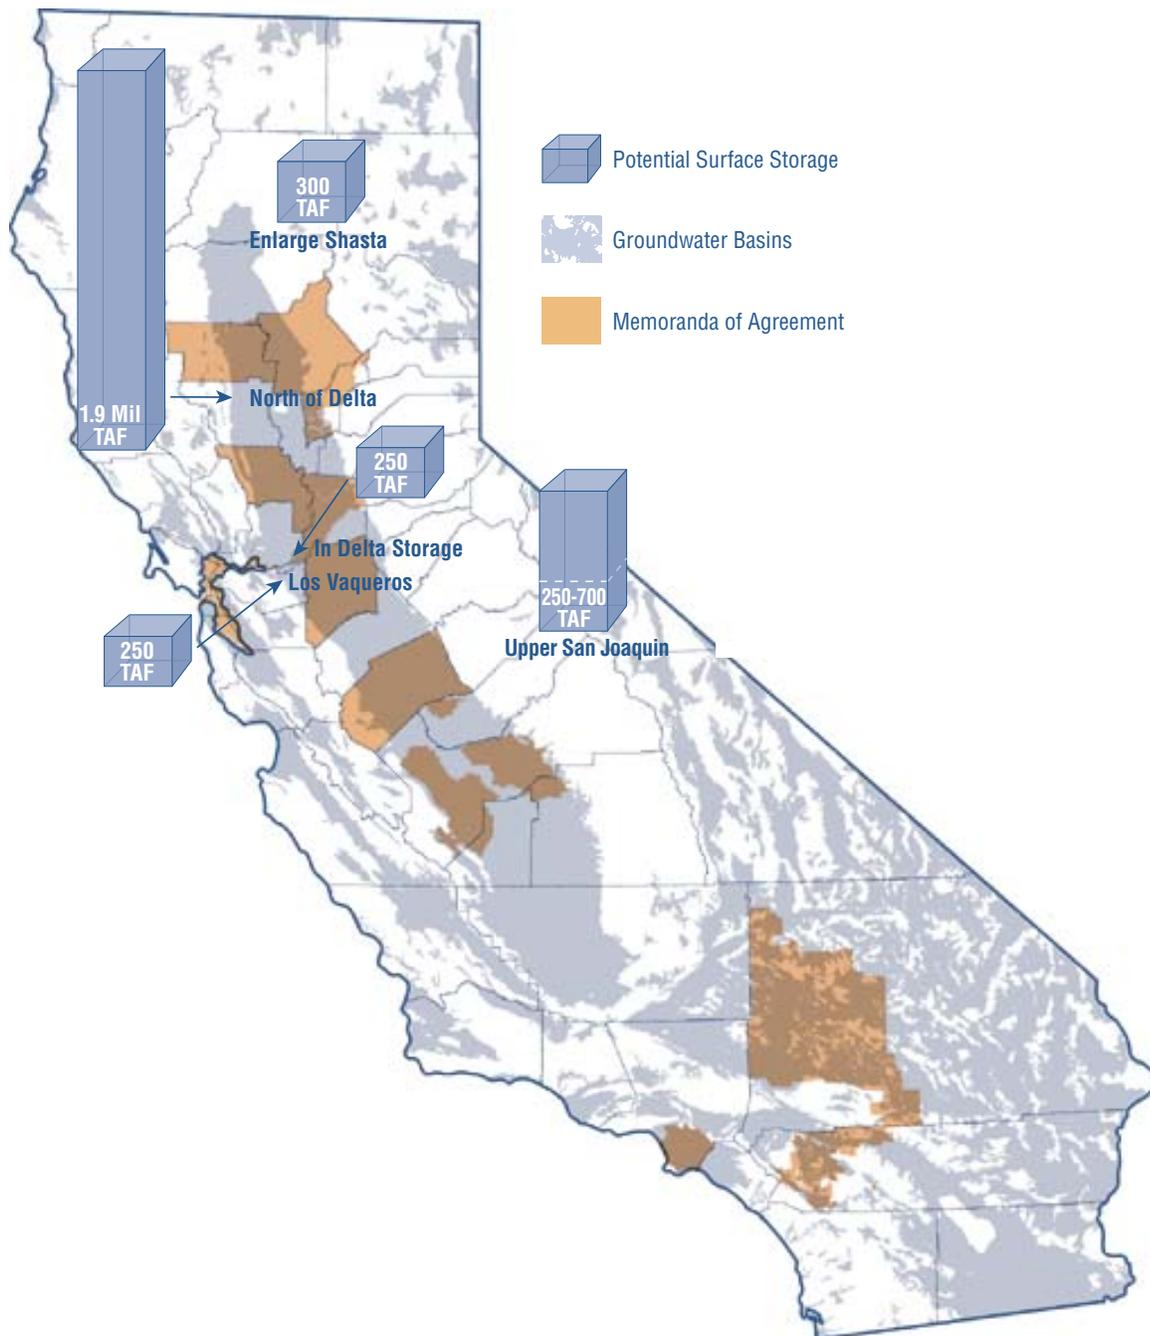 Potential Surface Storage
300
TAF
Enlarge Shasta
Groundwater Basins
Memoranda of Agreement
North of Delta
1.9 Mil
TAF
250
TAF
In Delta Storage
Los Vaqueros
250-700
TAF
Upper San Joaquin
250
TAF